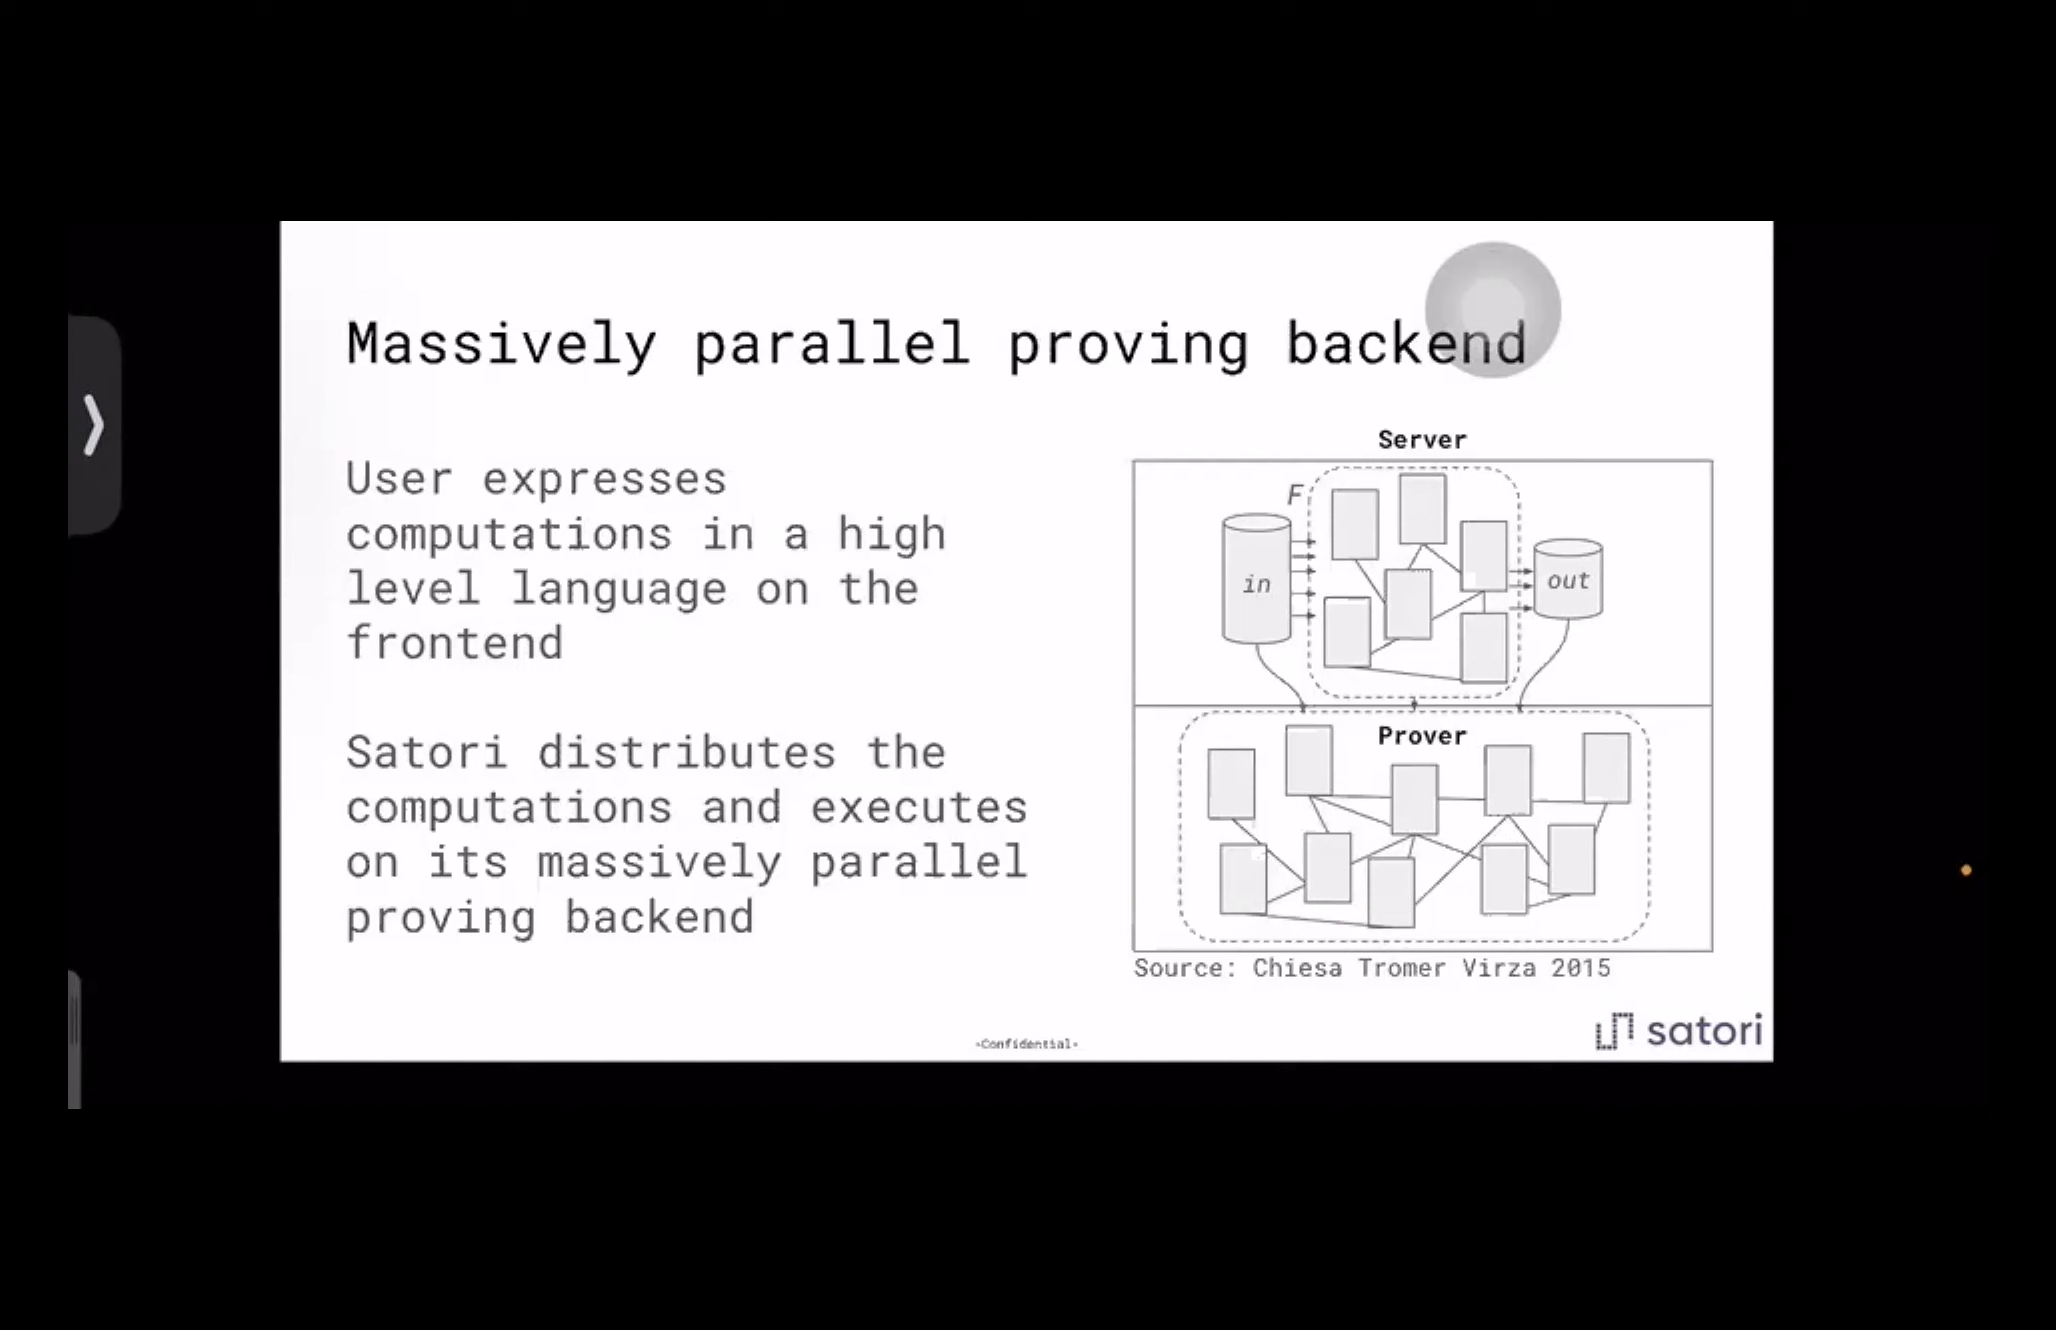 Massively parallel proving backend
User expresses
computations in a high
level language on the
frontend
Satori distributes the
computations and executes
on its massively parallel
proving backend
Server
F
in
out
Prover
Source: Chiesa Tromer Virza 2015
-Confidential-
satori